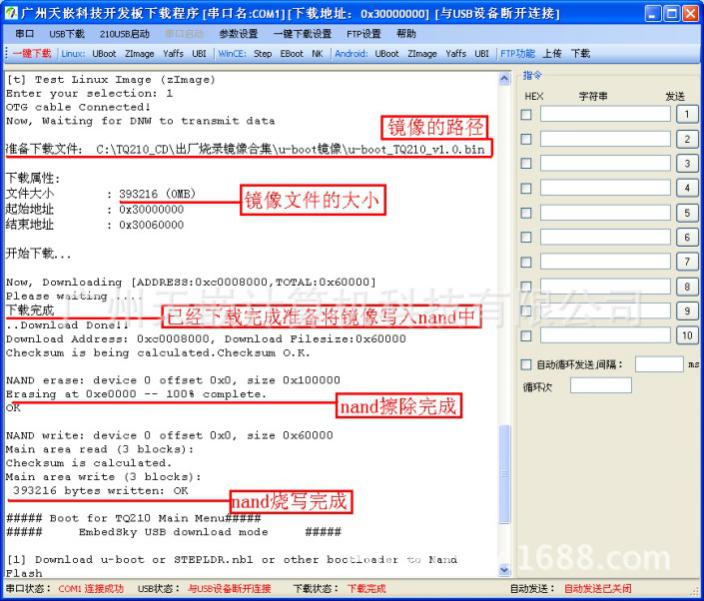 广州天嵌科技开发板下载程序 [串口名:COM1][下载地址: 0x30000000] [与USB设备断开连接]
串口 USB下载 210USB启动 串口启动 参数设置 一键下载设置 FTP设置 帮助
一键下载 Linux: UBoot ZImage Yaffs UBI WinCE: Step EBoot NK Android: UBoot ZImage Yaffs UBI FTP功能 上传 下载
[t] Test Linux Image (zImage)
Enter your selection: 1
OTG cable Connected!
Now, Waiting for DNW to transmit data
镜像的路径
准备下载文件: C:\TQ210_CD\出厂烧录镜像合集\u-boot镜像\u-boot_TQ210_v1.0.bin
下载属性:
文件大小 : 393216 (0MB)
镜像文件的大小
起始地址 : 0x30000000
结束地址 : 0x30060000
开始下载...
Now, Downloading [ADDRESS:0xc0008000,TOTAL:0x60000]
Please waiting ....
下载完成
已经下载完成准备将镜像写入nand中
..Download Done!!
Download Address: 0xc0008000, Download Filesize:0x60000
Checksum is being calculated.Checksum O.K.
NAND erase: device 0 offset 0x0, size 0x100000
Erasing at 0xe0000 -- 100% complete.
OK
nand擦除完成
NAND write: device 0 offset 0x0, size 0x60000
Main area read (3 blocks):
Checksum is calculated.
Main area write (3 blocks):
393216 bytes written: OK
nand烧写完成
##### Boot for TQ210 Main Menu#####
##### EmbedSky USB download mode #####
[1] Download u-boot or STEPLDR.nb1 or other bootloader to Nand
Flash
指令
HEX 字符串 发送
1
2
3
4
5
6
7
8
9
10
自动循环发送,间隔: ms
循环次
广州天嵌计算机科技有限公司
1688.com
串口状态: COM1 连接成功 USB状态: 与USB设备断开连接 下载状态: 下载完成 自动发送: 自动发送已关闭